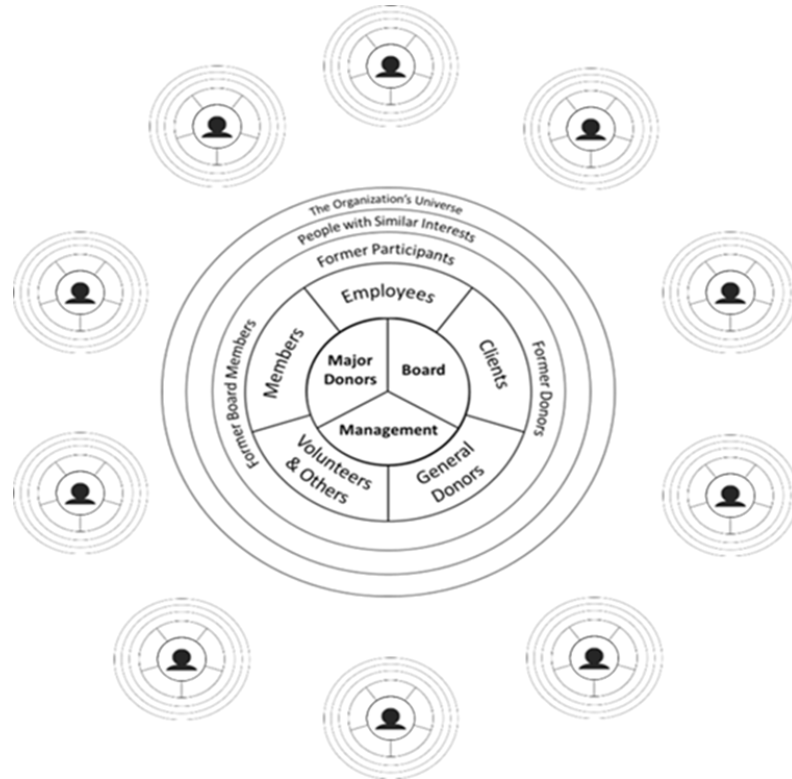 The Organization's Universe
People with Similar Interests
Former Participants
Former Board Members
Former Donors
Employees
Members
Clients
Major
Donors
Board
Management
Volunteers
& Others
General
Donors